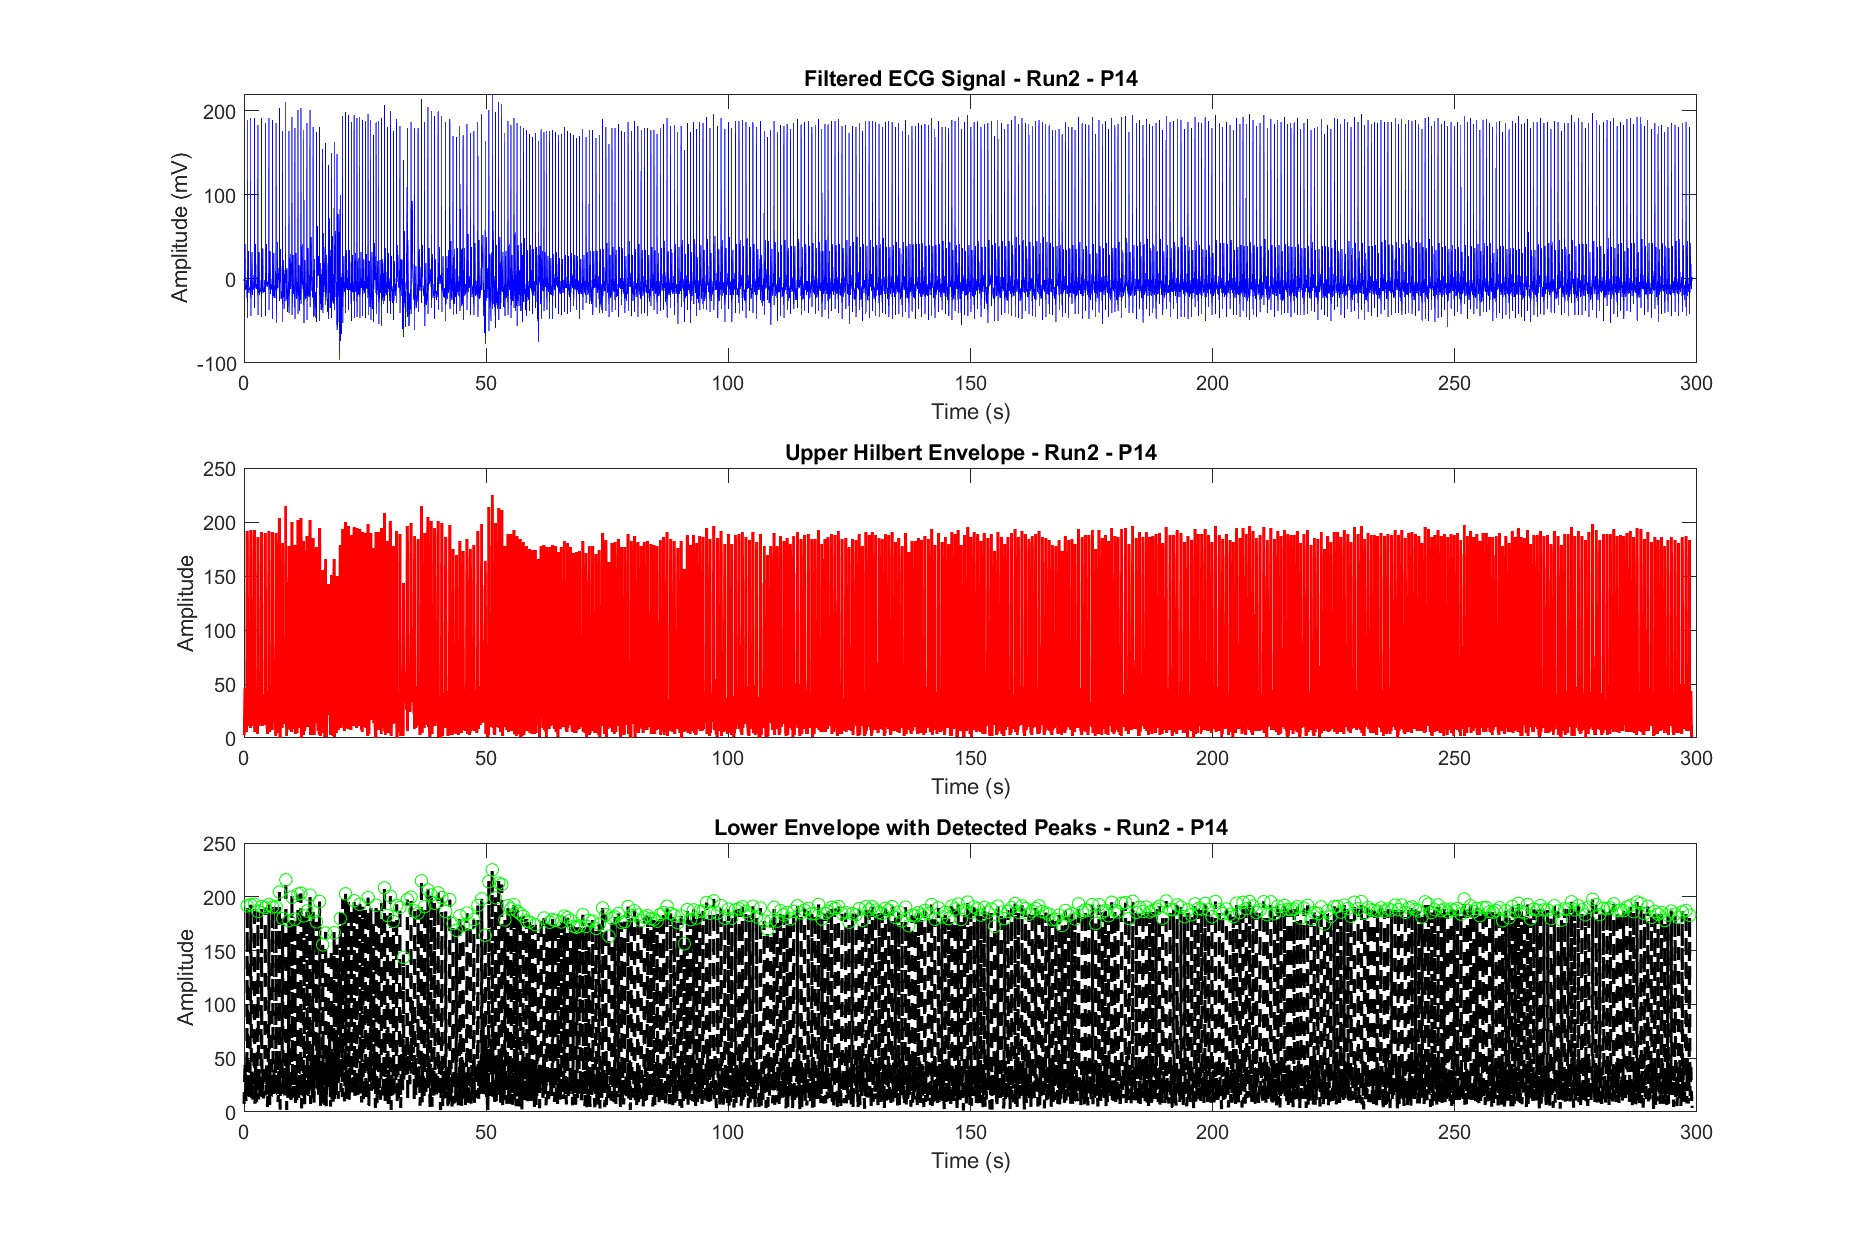 Filtered ECG Signal - Run2 - P14
Amplitude (mV)
200
100
0
-100
0 50 100 150 200 250 300
Time (s)
Upper Hilbert Envelope - Run2 - P14
Amplitude
250
200
150
100
50
0
0 50 100 150 200 250 300
Time (s)
Lower Envelope with Detected Peaks - Run2 - P14
Amplitude
250
200
150
100
50
0
0 50 100 150 200 250 300
Time (s)